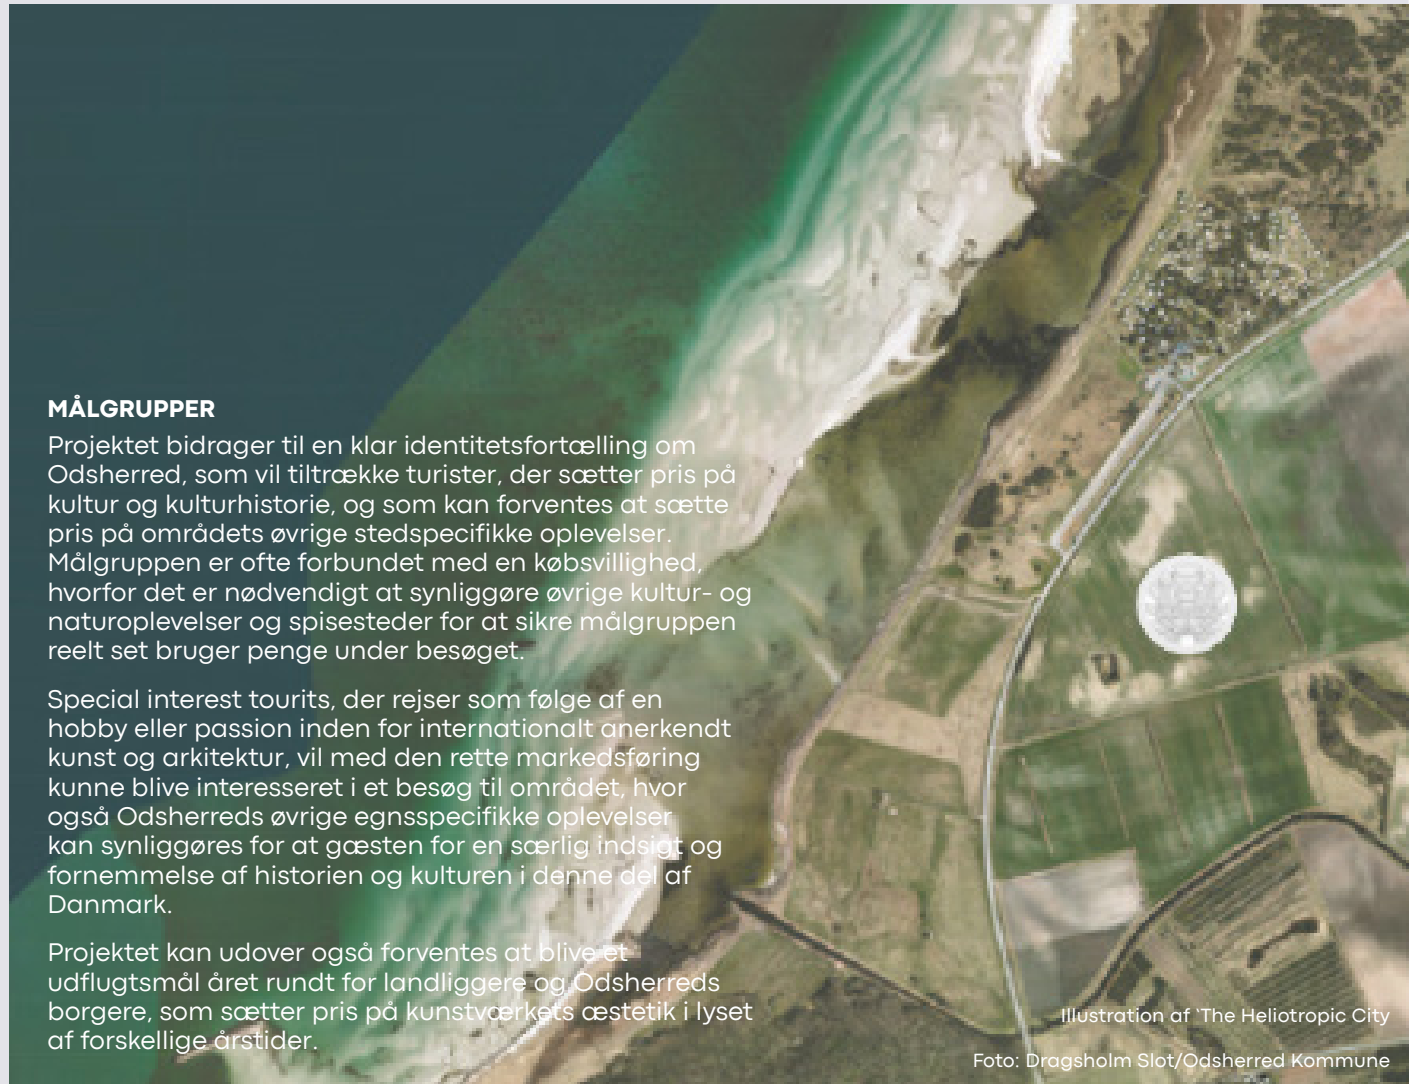 MÅLGRUPPER
Projektet bidrager til en klar identitetsfortælling om
Odsherred, som vil tiltrække turister, der sætter pris på
kultur og kulturhistorie, og som kan forventes at sætte
pris på områdets øvrige stedspecifikke oplevelser.
Målgruppen er ofte forbundet med en købsvillighed,
hvorfor det er nødvendigt at synliggøre øvrige kultur- og
naturoplevelser og spisesteder for at sikre målgruppen
reelt set bruger penge under besøget.
Special interest tourits, der rejser som følge af en
hobby eller passion inden for internationalt anerkendt
kunst og arkitektur, vil med den rette markedsføring
kunne blive interesseret i et besøg til området, hvor
også Odsherreds øvrige egnsspecifikke oplevelser
kan synliggøres for at gæsten for en særlig indsigt og
fornemmelse af historien og kulturen i denne del af
Danmark.
Projektet kan udover også forventes at blive et
udflugtsmål året rundt for landliggere og Odsherreds
borgere, som sætter pris på kunstværkets æstetik i lyset
af forskellige årstider.
Illustration af 'The Heliotropic City
Foto: Dragsholm Slot/Odsherred Kommune